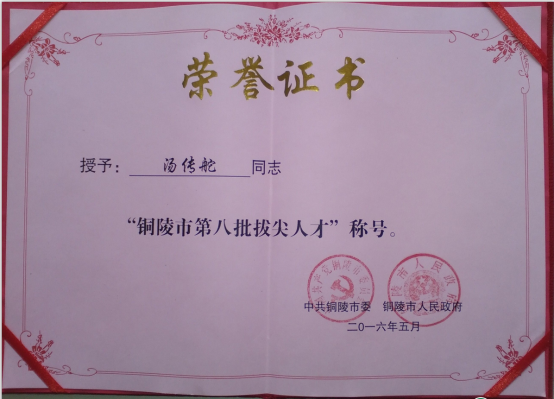 荣誉证书
授予：汤传舵同志
“铜陵市第八批拔尖人才”称号。
中共铜陵市委 铜陵市人民政府
二〇一六年五月